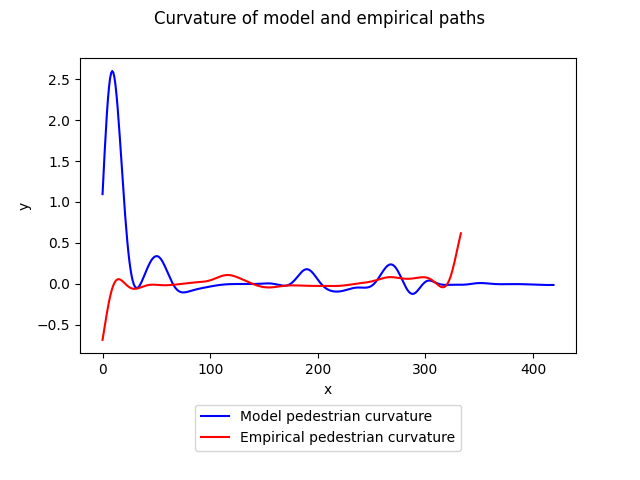 Curvature of model and empirical paths
2.5
2.0
1.5
1.0
0.5
0.0
−0.5
y
0 100 200 300 400
x
Model pedestrian curvature
Empirical pedestrian curvature